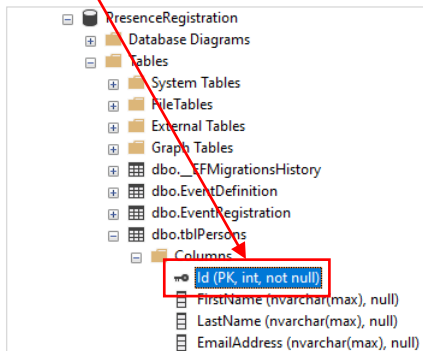 PresenceRegistration
Database Diagrams
Tables
System Tables
FileTables
External Tables
Graph Tables
dbo.__EFMigrationsHistory
dbo.EventDefinition
dbo.EventRegistration
dbo.tblPersons
Columns
Id (PK, int, not null)
FirstName (nvarchar(max), null)
LastName (nvarchar(max), null)
EmailAddress (nvarchar(max), null)